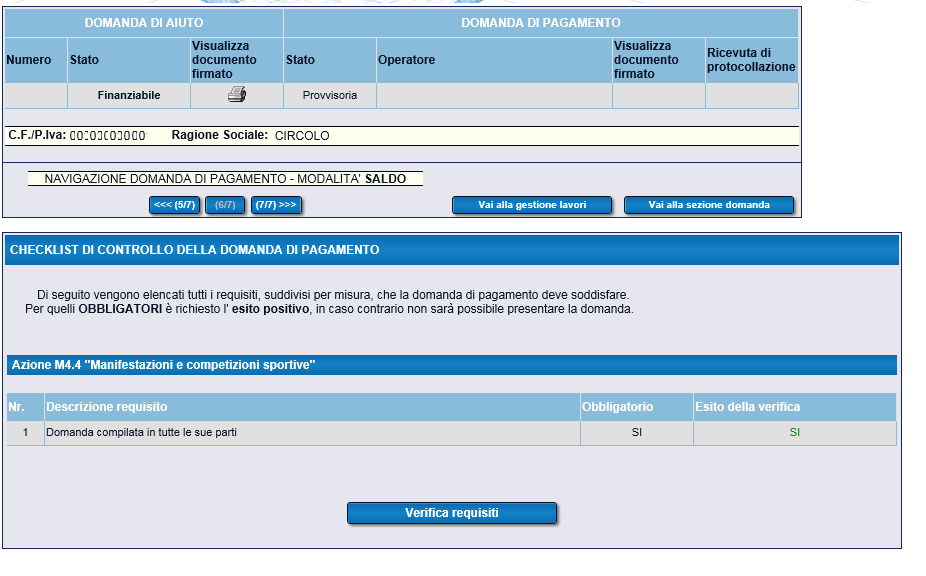 DOMANDA DI AIUTO DOMANDA DI PAGAMENTO
Numero Stato Visualizza documento firmato Stato Operatore Visualizza documento firmato Ricevuta di protocollazione
Finanziabile Provvisoria
C.F./P.Iva: 00000000000 Ragione Sociale: CIRCOLO
NAVIGAZIONE DOMANDA DI PAGAMENTO - MODALITA' SALDO
<<< (5/7) (6/7) (7/7) >>> Vai alla gestione lavori Vai alla sezione domanda
CHECKLIST DI CONTROLLO DELLA DOMANDA DI PAGAMENTO
Di seguito vengono elencati tutti i requisiti, suddivisi per misura, che la domanda di pagamento deve soddisfare.
Per quelli OBBLIGATORI è richiesto l' esito positivo, in caso contrario non sarà possibile presentare la domanda.
Azione M4.4 "Manifestazioni e competizioni sportive"
Nr. Descrizione requisito Obbligatorio Esito della verifica
1 Domanda compilata in tutte le sue parti SI SI
Verifica requisiti